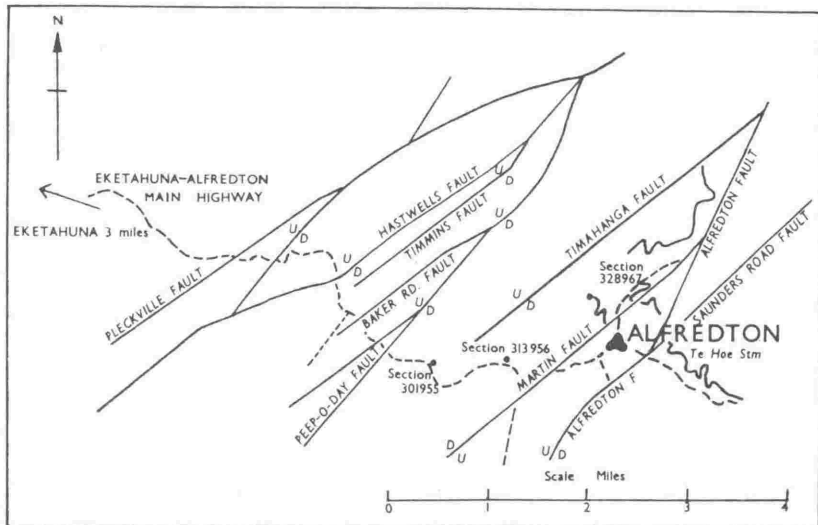 N
EKETAHUNA-ALFREDTON
MAIN HIGHWAY
EKETAHUNA 3 miles
PLECKVILLE FAULT
U
D
HASTWELLS FAULT
U
D
TIMMINS FAULT
U
D
BAKER RD. FAULT
U
D
PEEP-O-DAY FAULT
U
D
TIMAHANGA FAULT
U
D
ALFREDTON FAULT
SAUNDERS ROAD FAULT
Section
328967
ALFREDTON
Te Hoe Stm
Section 313956
Section
301955
MARTIN FAULT
D
U
ALFREDTON F
U
D
Scale Miles
0 1 2 3 4